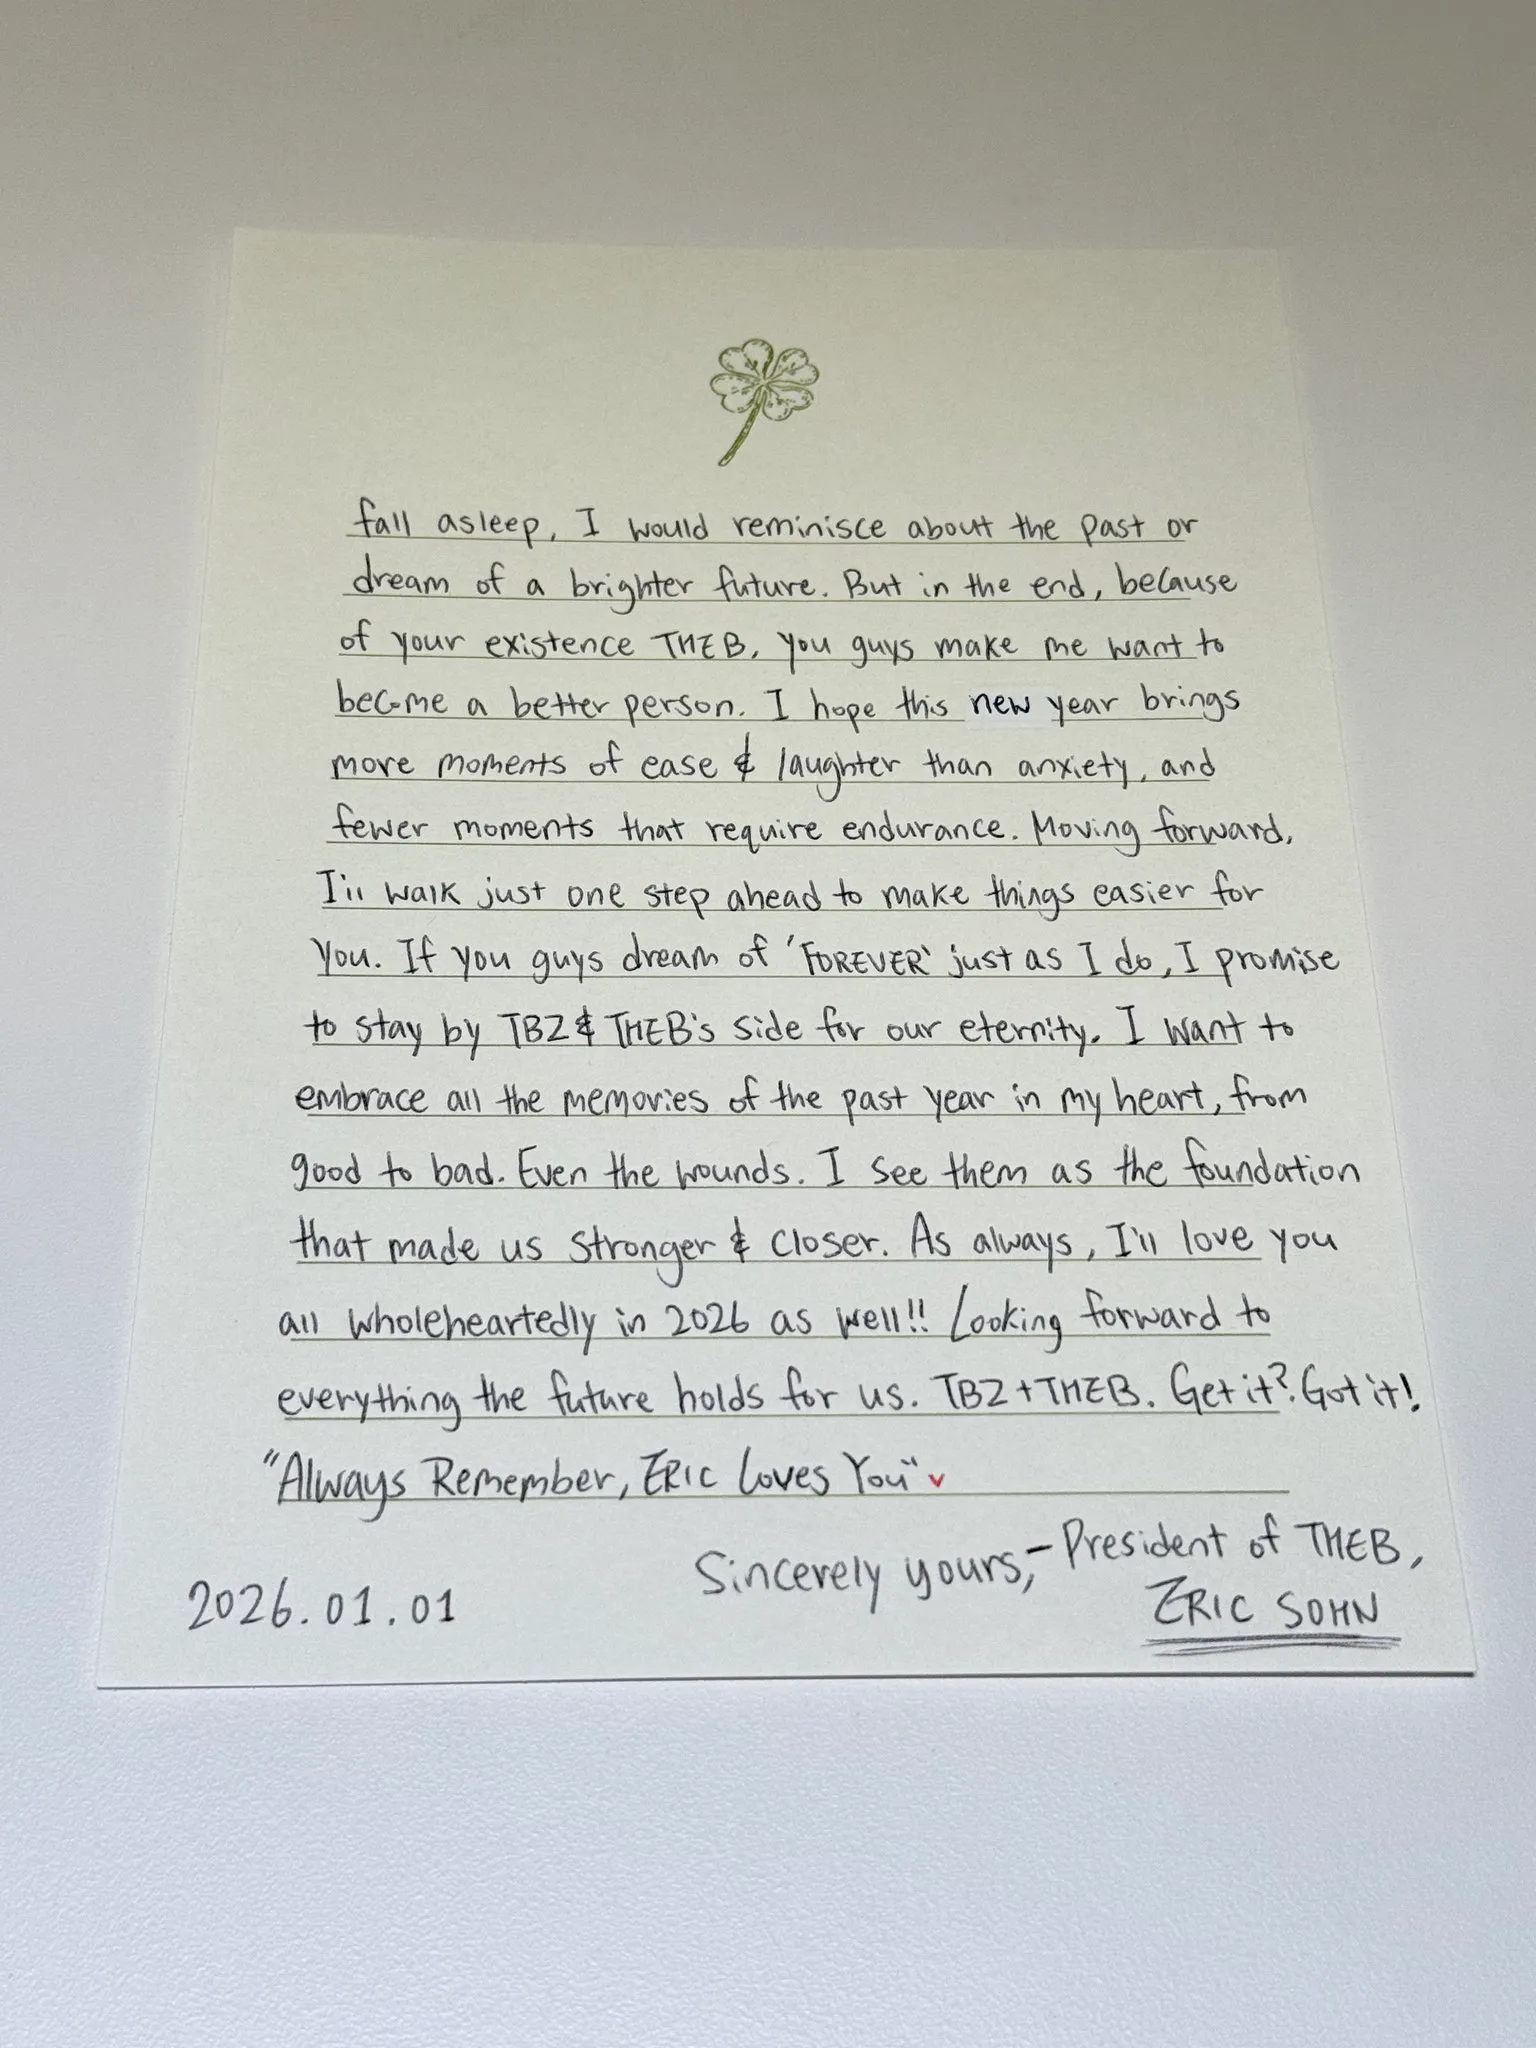 fall asleep, I would reminisce about the past or
dream of a brighter future. But in the end, because
of your existence THEB, you guys make me want to
become a better person. I hope this new year brings
more moments of ease & laughter than anxiety, and
fewer moments that require endurance. Moving forward,
I'll walk just one step ahead to make things easier for
you. If you guys dream of 'FOREVER' just as I do, I promise
to stay by TBZ & THEB's side for our eternity. I want to
embrace all the memories of the past year in my heart, from
good to bad. Even the wounds. I see them as the foundation
that made us stronger & closer. As always, I'll love you
all wholeheartedly in 2026 as well!! Looking forward to
everything the future holds for us. TBZ+THEB. Get it? Got it!
"Always Remember, ERIC Loves You"
Sincerely yours, - President of THEB,
2026.01.01 ERIC SOHN